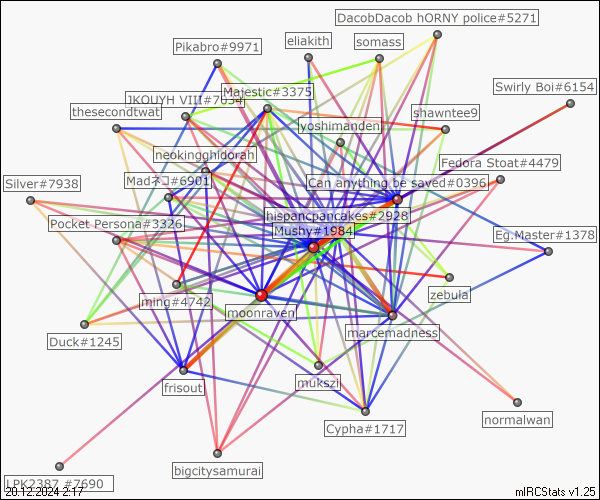 DacobDacob hORNY police#5271
eliakith
somass
Pikabro#9971
Swirly Boi#6154
Majestic#3375
JKOUYH VIII#7034
thesecondtwat
shawntee9
yoshimanden
neokingghidorah
Fedora Stoat#4479
Silver#7938
Madネコ#6901
Can anything be saved#0396
hispancpancakes#2928
Pocket Persona#3326
Mushy#1984
Eg Master#1378
ming#4742
zebula
moonraven
marcemadness
Duck#1245
frisout
mukszi
normalwan
Cypha#1717
bigcitysamurai
LPK2387 #7690
20.12.2024 2:17
mIRCStats v1.25